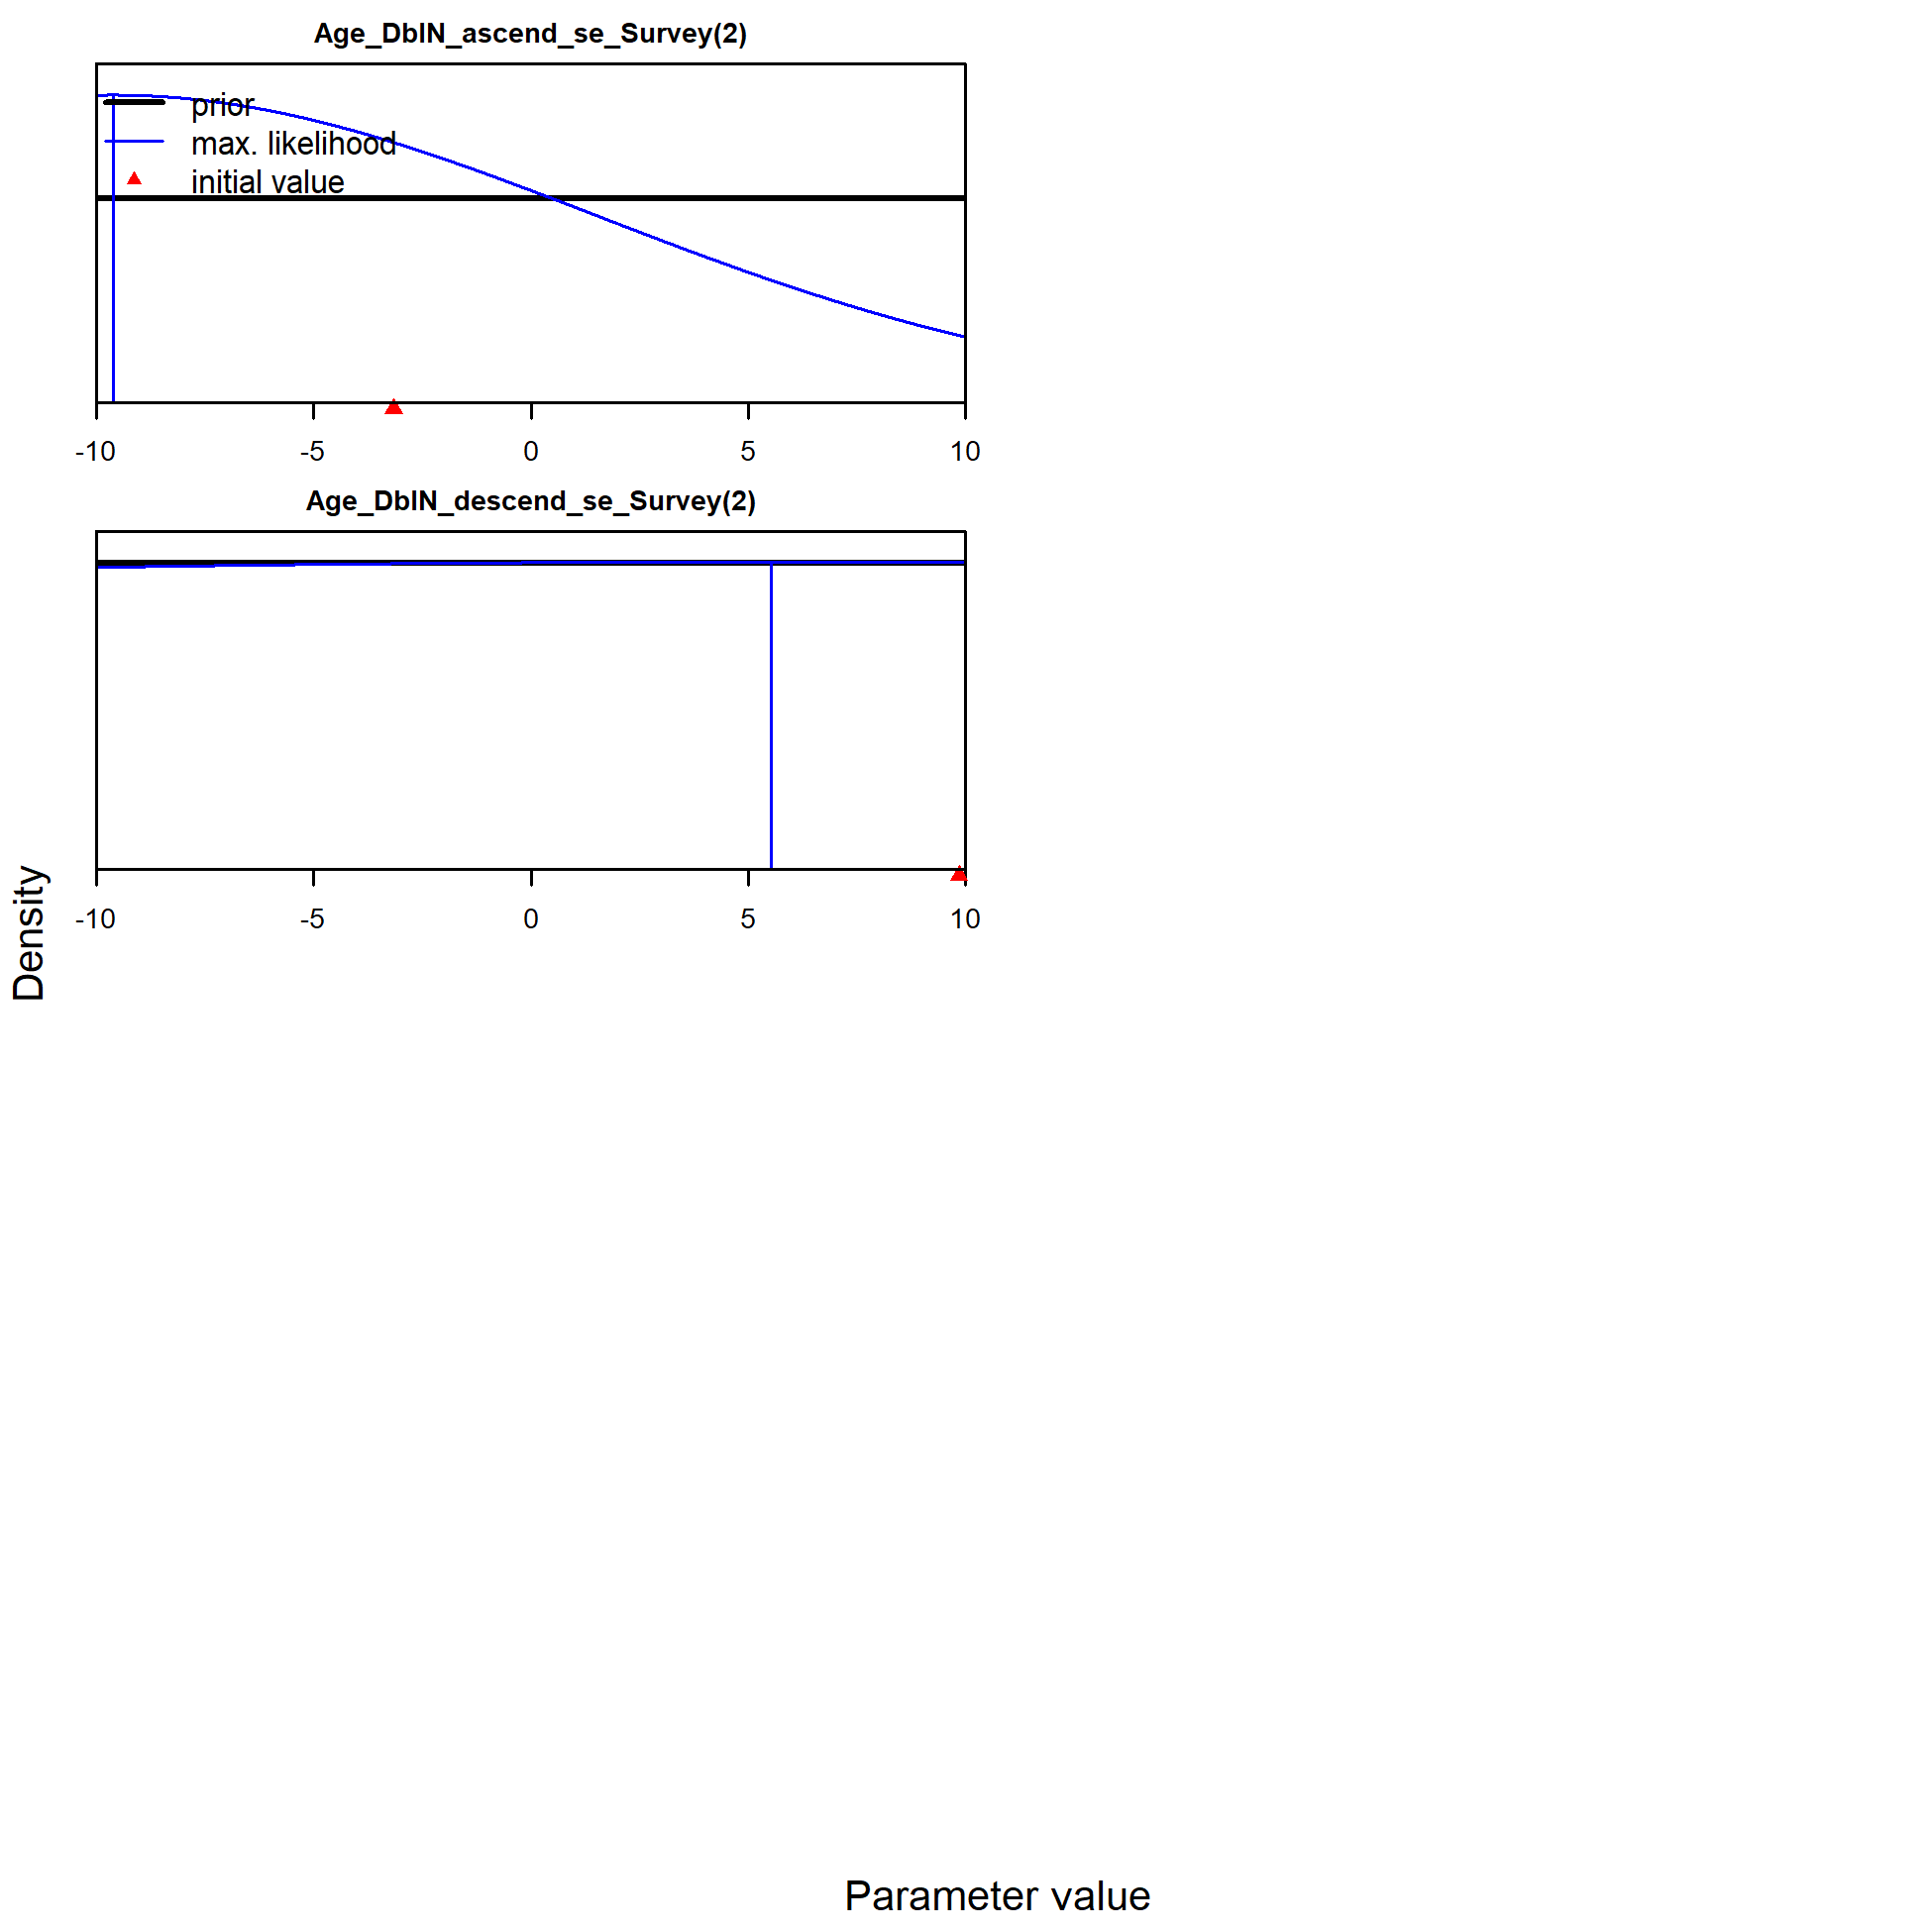 Age_DblN_ascend_se_Survey(2)
prior
max. likelihood
initial value
-10 -5 0 5 10
Age_DblN_descend_se_Survey(2)
-10 -5 0 5 10
Density
Parameter value